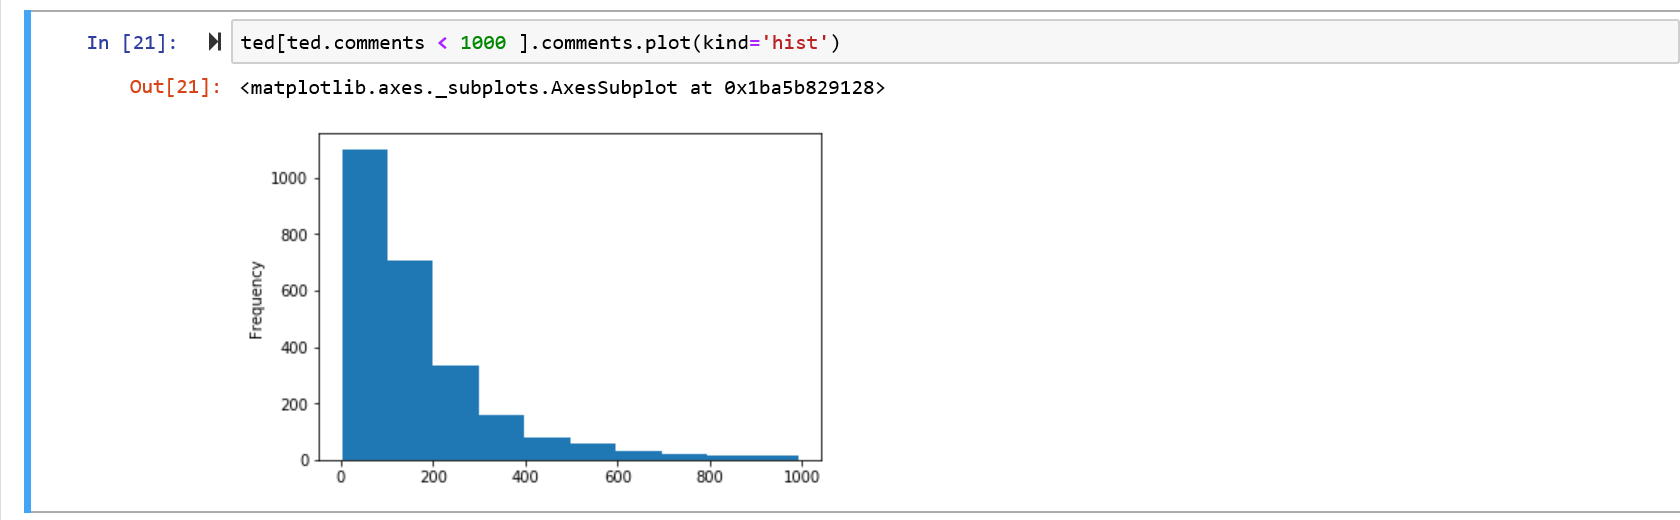 In [21]: ted[ted.comments < 1000 ].comments.plot(kind='hist')
Out[21]: <matplotlib.axes._subplots.AxesSubplot at 0x1ba5b829128>
1000
800
600
400
200
0
Frequency
0 200 400 600 800 1000